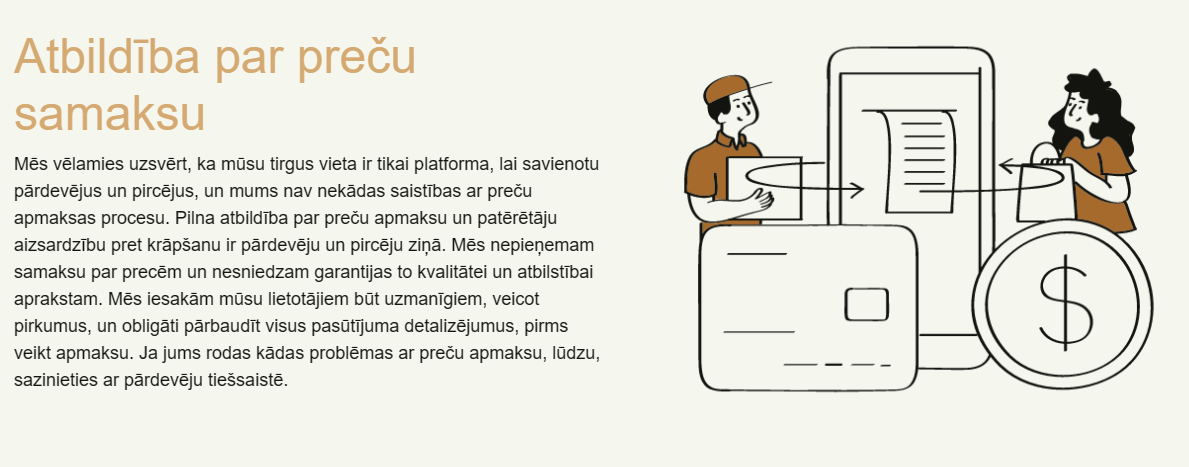 Atbildība par preču
samaksu
Mēs vēlamies uzsvērt, ka mūsu tirgus vieta ir tikai platforma, lai savienotu
pārdevējus un pircējus, un mums nav nekādas saistības ar preču
apmaksas procesu. Pilna atbildība par preču apmaksu un patērētāju
aizsardzību pret krāpšanu ir pārdevēju un pircēju ziņā. Mēs nepieņemam
samaksu par precēm un nesniedzam garantijas to kvalitātei un atbilstībai
aprakstam. Mēs iesakām mūsu lietotājiem būt uzmanīgiem, veicot
pirkumus, un obligāti pārbaudīt visus pasūtījuma detalizējumus, pirms
veikt apmaksu. Ja jums rodas kādas problēmas ar preču apmaksu, lūdzu,
sazinieties ar pārdevēju tiešsaistē.
$